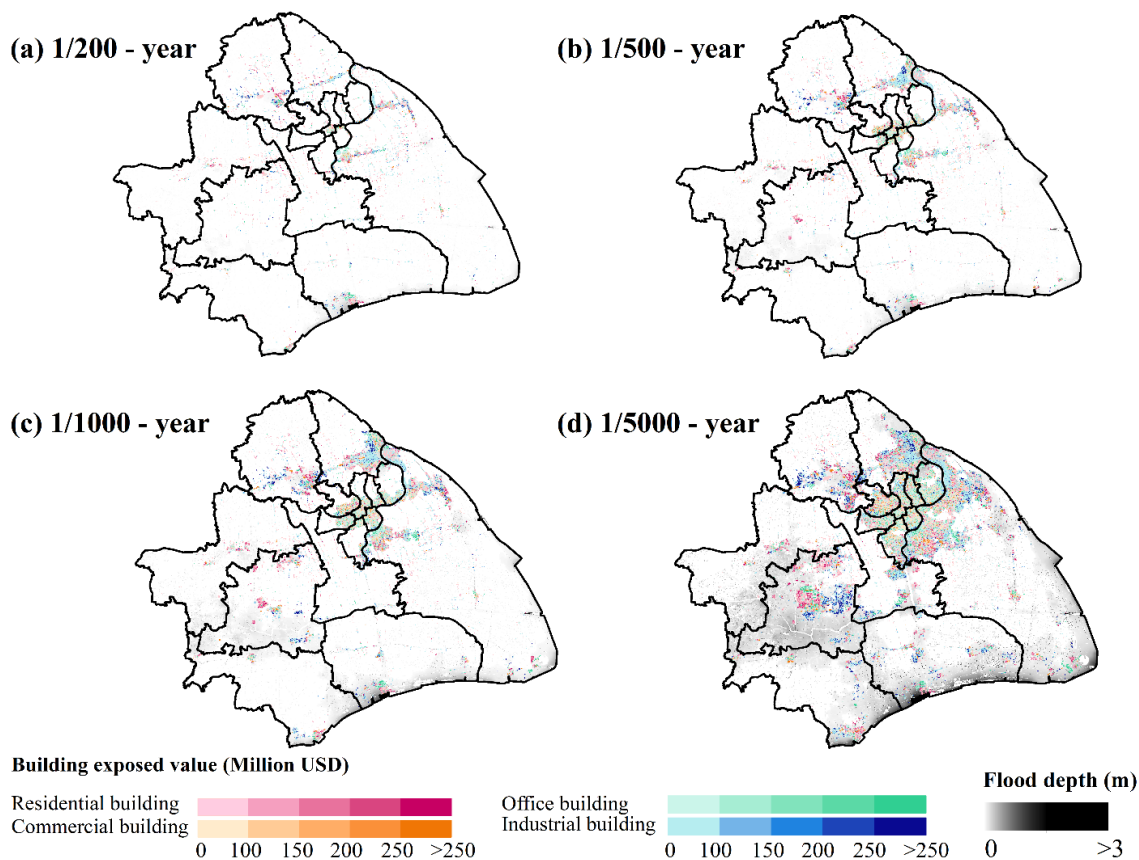 (a) 1/200 - year
(b) 1/500 - year
(c) 1/1000 - year
(d) 1/5000 - year
Building exposed value (Million USD)
Residential building
Commercial building
0 100 150 200 250 >250
Office building
Industrial building
0 100 150 200 250 >250
Flood depth (m)
0 >3